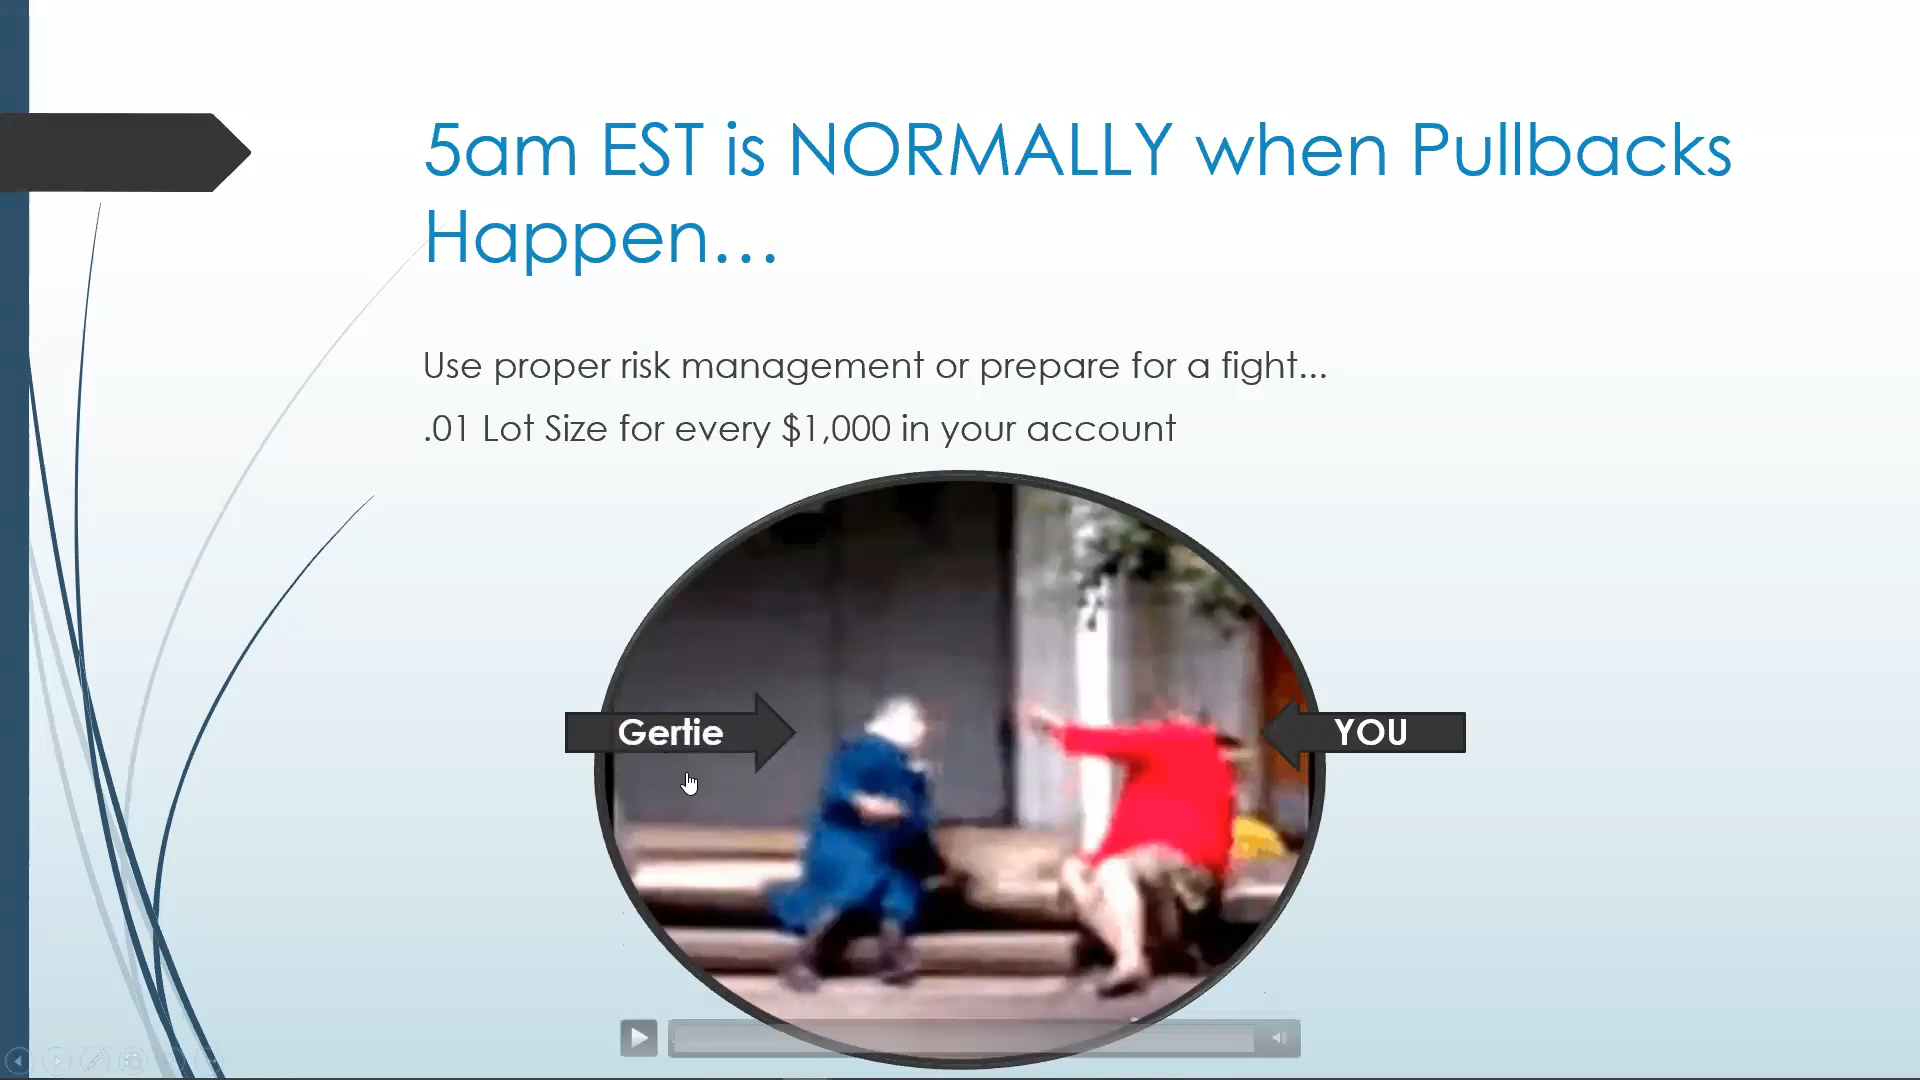 5am EST is NORMALLY when Pullbacks
Happen...
Use proper risk management or prepare for a fight...
.01 Lot Size for every $1,000 in your account
Gertie
YOU